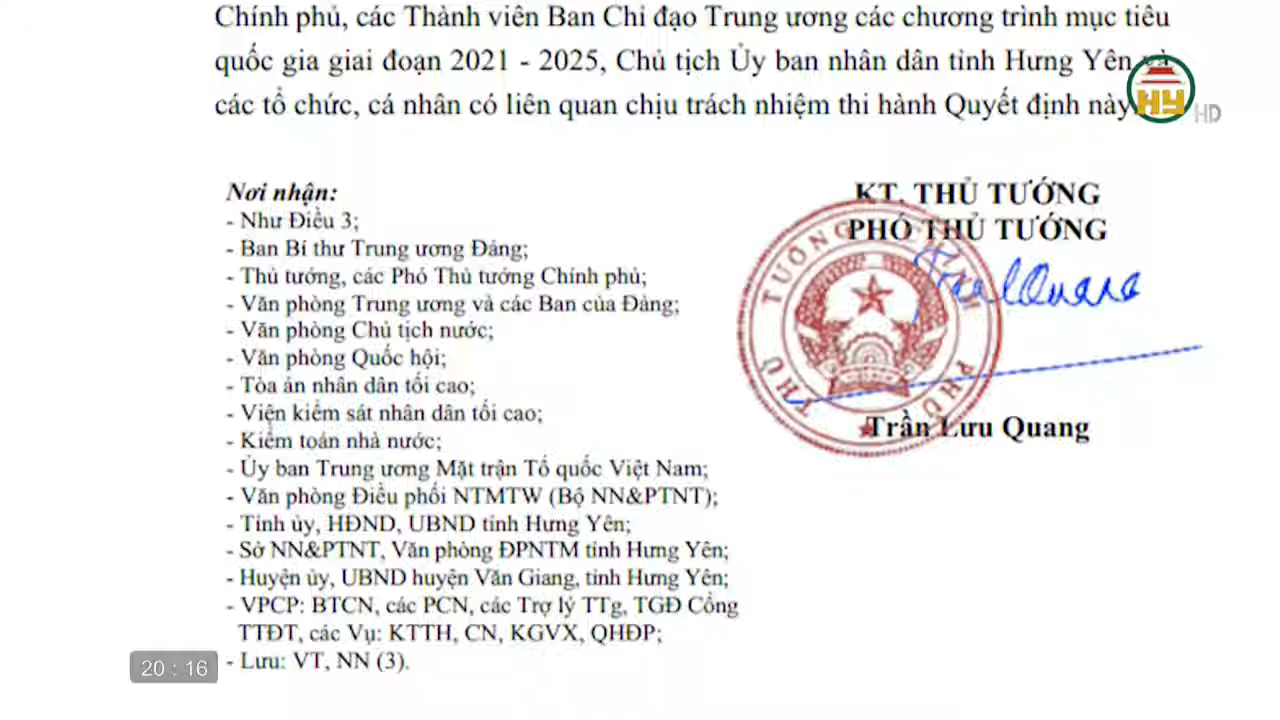 Chính phủ, các Thành viên Ban Chỉ đạo Trung ương các chương trình mục tiêu
quốc gia giai đoạn 2021 - 2025, Chủ tịch Ủy ban nhân dân tỉnh Hưng Yên và
các tổ chức, cá nhân có liên quan chịu trách nhiệm thi hành Quyết định này.
HY
HD
Nơi nhận:
- Như Điều 3;
- Ban Bí thư Trung ương Đảng;
- Thủ tướng, các Phó Thủ tướng Chính phủ;
- Văn phòng Trung ương và các Ban của Đảng;
- Văn phòng Chủ tịch nước;
- Văn phòng Quốc hội;
- Tòa án nhân dân tối cao;
- Viện kiểm sát nhân dân tối cao;
- Kiểm toán nhà nước;
- Ủy ban Trung ương Mặt trận Tổ quốc Việt Nam;
- Văn phòng Điều phối NTMTW (Bộ NN&PTNT);
- Tỉnh ủy, HĐND, UBND tỉnh Hưng Yên;
- Sở NN&PTNT, Văn phòng ĐPNTM tỉnh Hưng Yên;
- Huyện ủy, UBND huyện Văn Giang, tỉnh Hưng Yên;
- VPCP: BTCN, các PCN, các Trợ lý TTg, TGĐ Cổng
TTĐT, các Vụ: KTTH, CN, KGVX, QHĐP;
- Lưu: VT, NN (3).
KT. THỦ TƯỚNG
PHÓ THỦ TƯỚNG
THỦ TƯỚNG CHÍNH PHỦ
Trần Lưu Quang
20 : 16